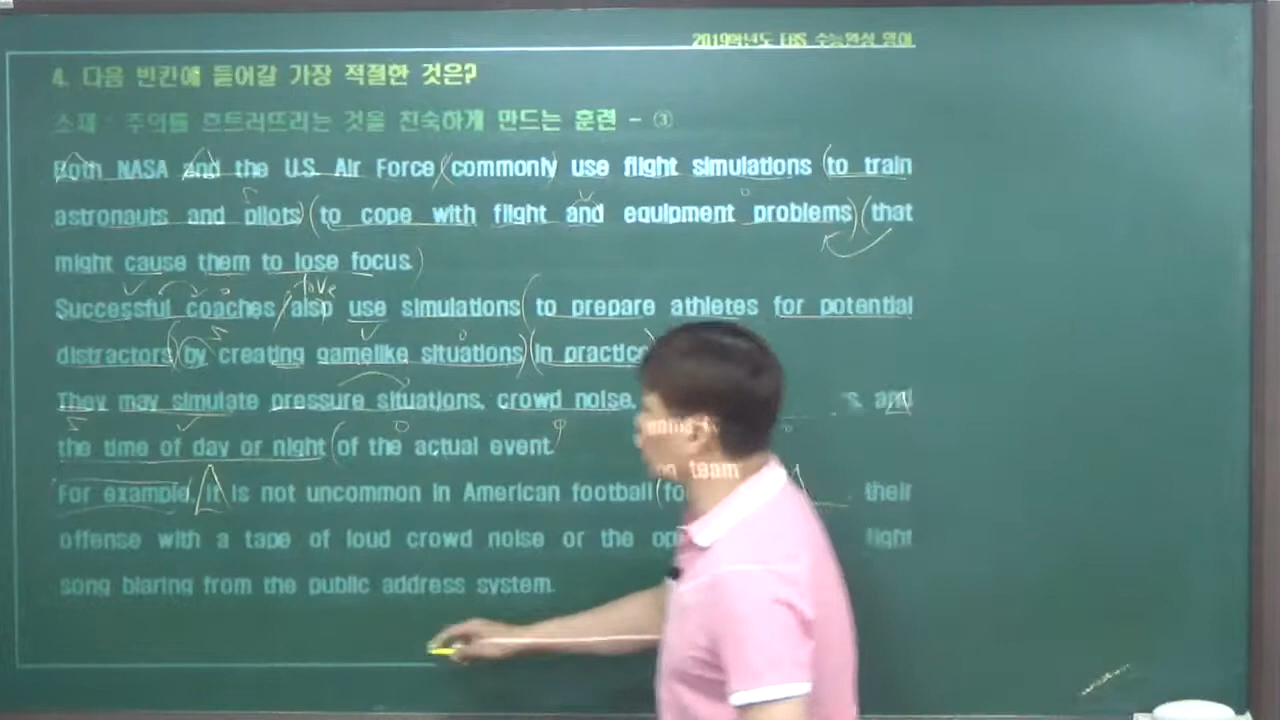 2019학년도 EBS 수능완성 영어
4. 다음 빈칸에 들어갈 가장 적절한 것은?
소재 : 주의를 흐트러뜨리는 것을 친숙하게 만드는 훈련 - ③
Both NASA and the U.S. Air Force commonly use flight simulations to train
astronauts and pilots to cope with flight and equipment problems that
might cause them to lose focus.
have
Successful coaches also use simulations to prepare athletes for potential
distractors by creating gamelike situations in practice
They may simulate pressure situations, crowd noise, and
the time of day or night of the actual event.
For example, it is not uncommon in American football team their
offense with a tape of loud crowd noise or the fight
song blaring from the public address system.